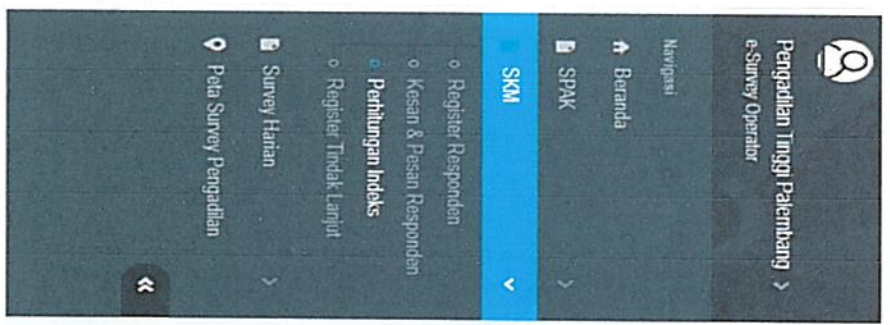 Pengadilan Tinggi Palembang
e-Survey Operator
Navigasi
Beranda
SPAK
SKM
Register Responden
Kesan & Pesan Responden
Perhitungan Indeks
Register Tindak Lanjut
Survey Harian
Peta Survey Pengadilan